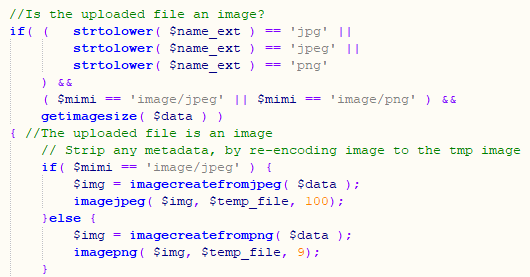 //Is the uploaded file an image?
if( (   strtolower( $name_ext ) == 'jpg' ||
        strtolower( $name_ext ) == 'jpeg' ||
        strtolower( $name_ext ) == 'png'
    ) &&
    ( $mimi == 'image/jpeg' || $mimi == 'image/png' ) &&
    getimagesize( $data ) )
{ //The uploaded file is an image
    // Strip any metadata, by re-encoding image to the tmp image
    if( $mimi == 'image/jpeg' ) {
        $img = imagecreatefromjpeg( $data );
        imagejpeg( $img, $temp_file, 100);
    }else {
        $img = imagecreatefrompng( $data );
        imagepng( $img, $temp_file, 9);
    }